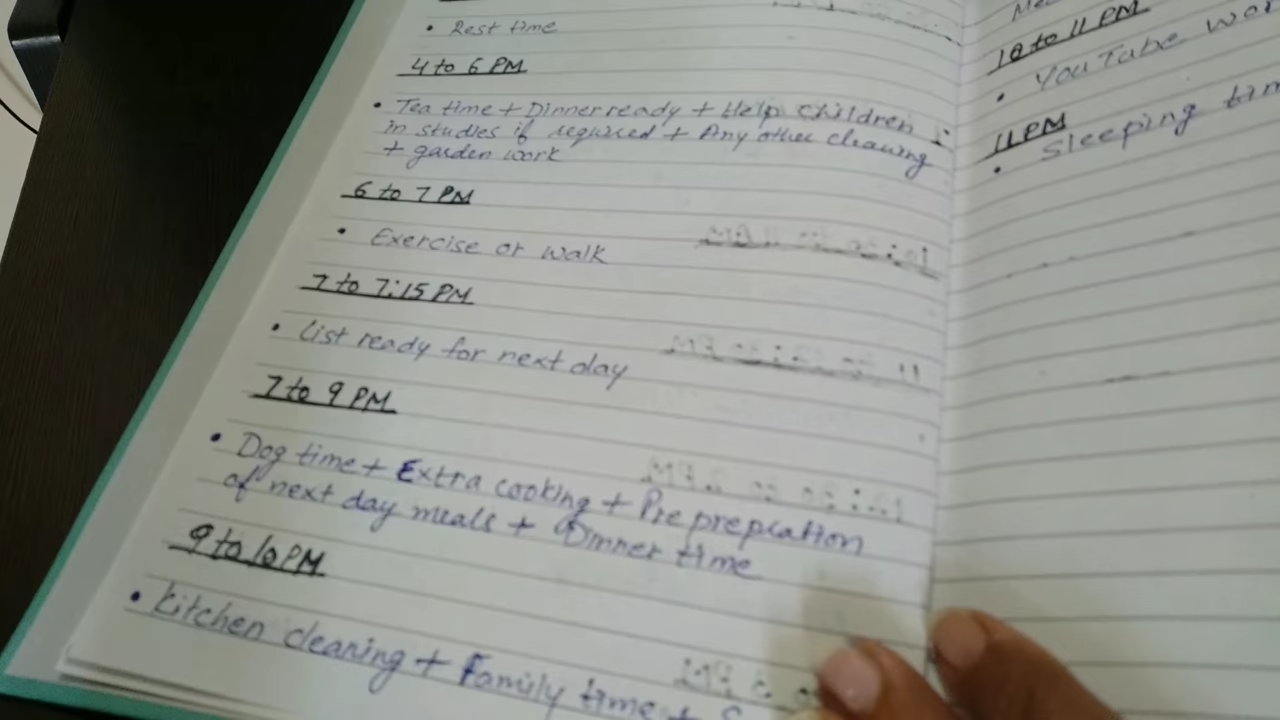 • Rest time
4 to 6 PM
• Tea time + Dinner ready + Help children
in studies if required + Any other cleaning
+ garden work
6 to 7 PM
• Exercise or walk
7 to 7:15 PM
• List ready for next day
7 to 9 PM
• Dog time + Extra cooking + Pre prepration
of next day meals + Dinner time
9 to 10 PM
• Kitchen cleaning + Family time +
10 to 11 PM
• YouTube
11 PM
• Sleeping